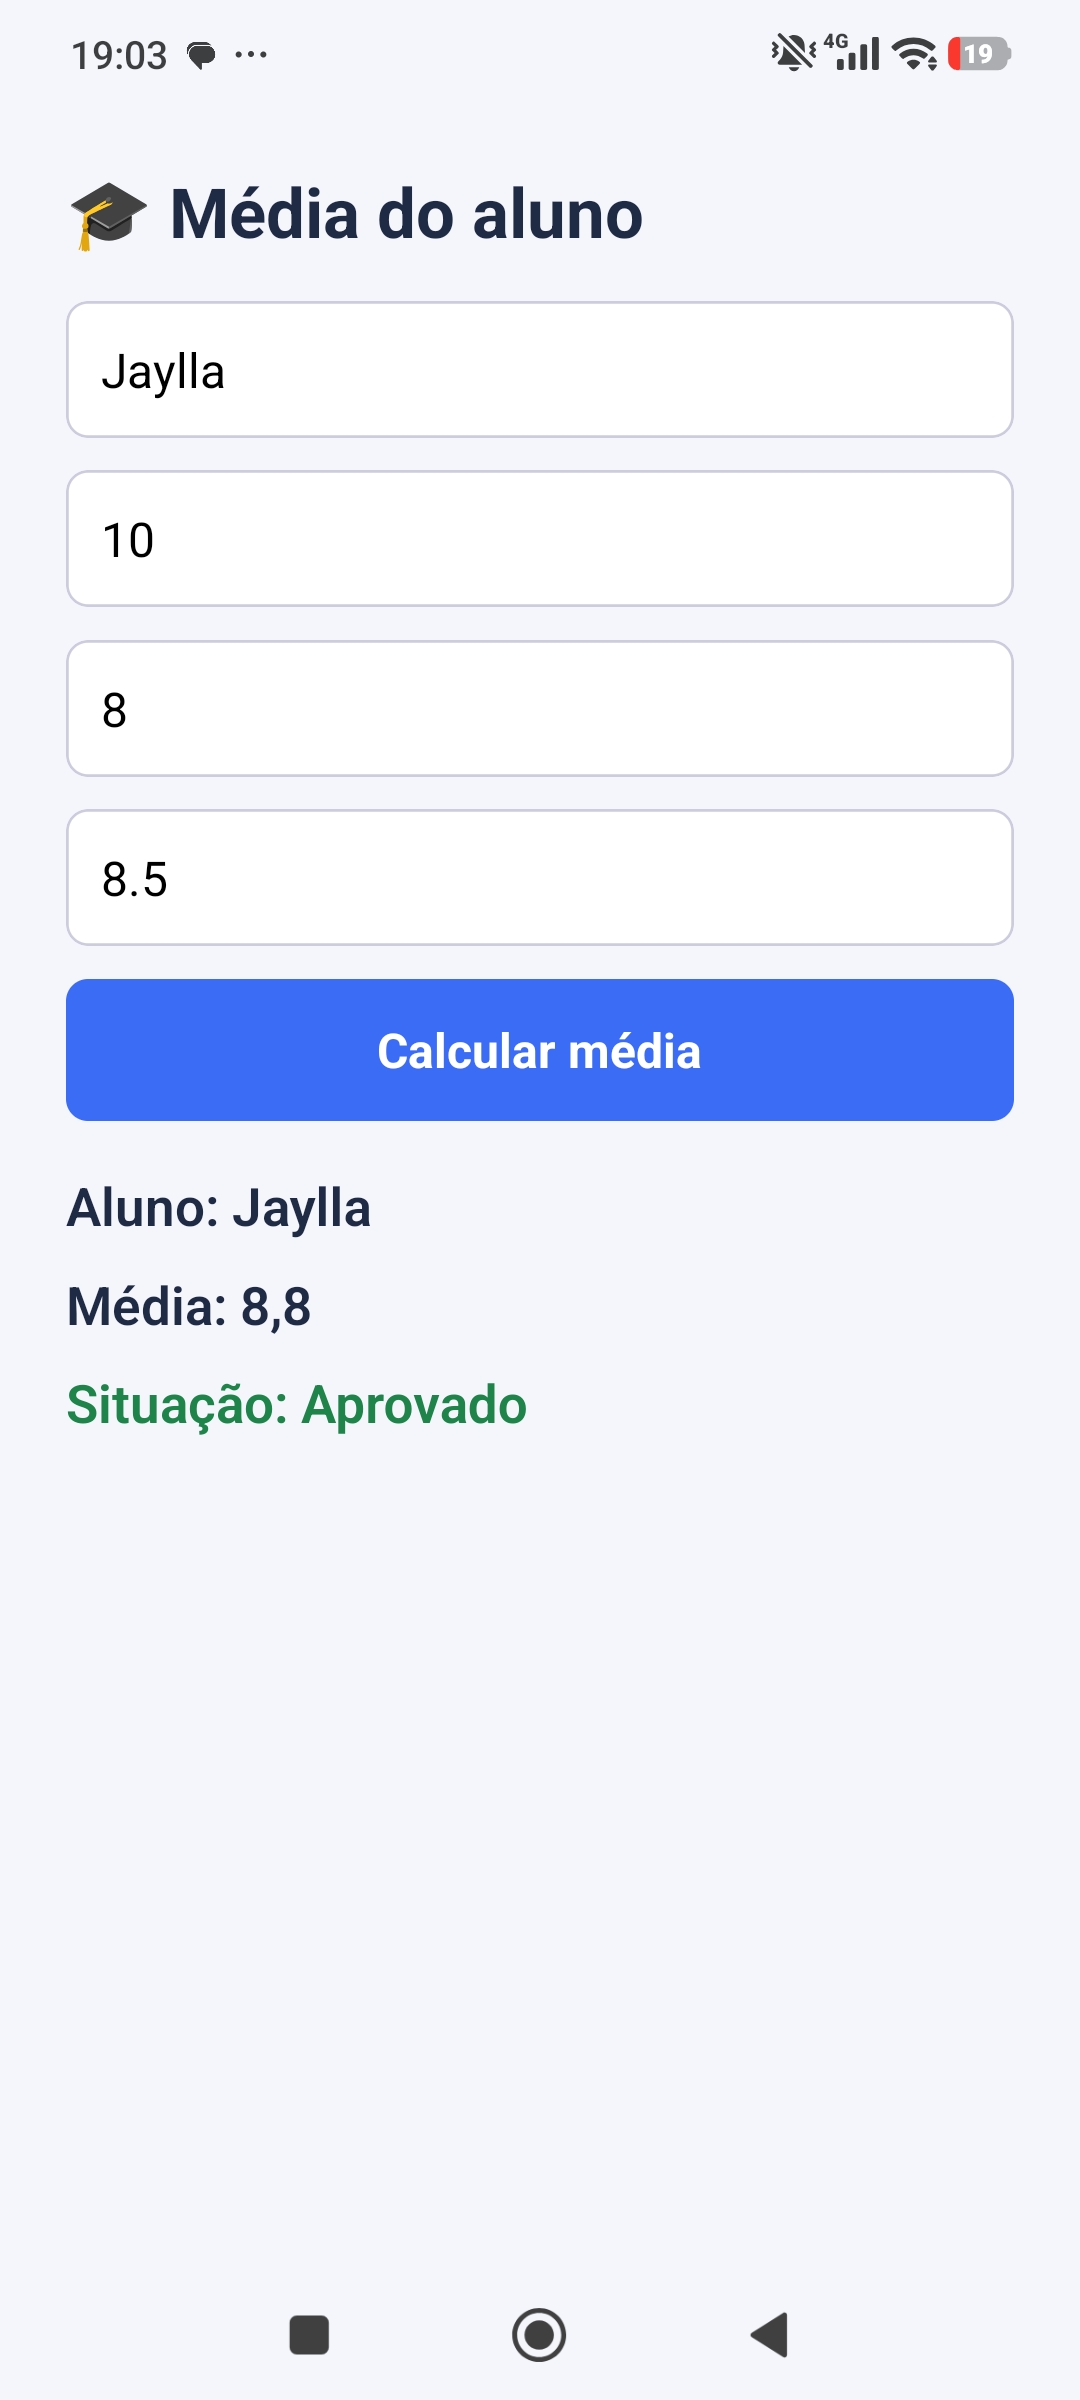 19:03 ... 4G 19
🎓 Média do aluno
Jaylla
10
8
8.5
Calcular média
Aluno: Jaylla
Média: 8,8
Situação: Aprovado